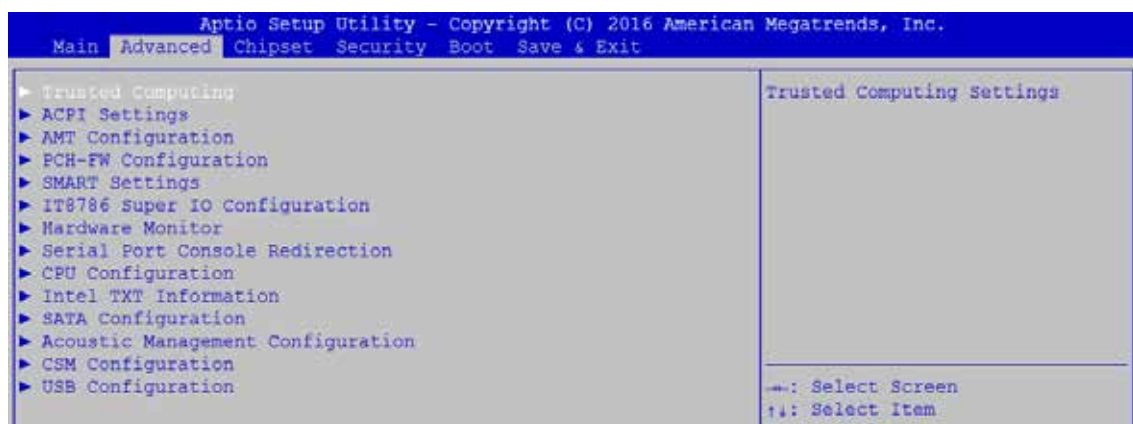 Aptio Setup Utility - Copyright (C) 2016 American Megatrends, Inc.
Main Advanced Chipset Security Boot Save & Exit
► Trusted Computing
► ACPI Settings
► AMT Configuration
► PCH-FW Configuration
► SMART Settings
► IT8786 Super IO Configuration
► Hardware Monitor
► Serial Port Console Redirection
► CPU Configuration
► Intel TXT Information
► SATA Configuration
► Acoustic Management Configuration
► CSM Configuration
► USB Configuration
Trusted Computing Settings
→←: Select Screen
↑↓: Select Item